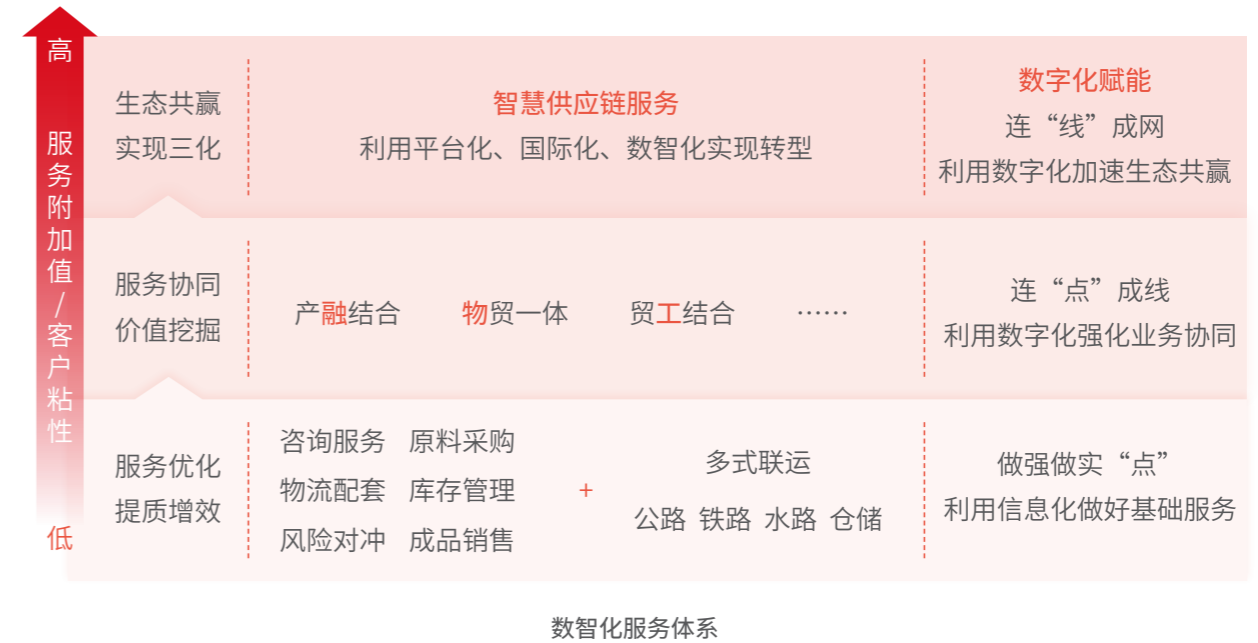 高
服务附加值/客户粘性
低
生态共赢
实现三化
智慧供应链服务
利用平台化、国际化、数智化实现转型
数字化赋能
连“线”成网
利用数字化加速生态共赢
服务协同
价值挖掘
产融结合 物贸一体 贸工结合 ……
连“点”成线
利用数字化强化业务协同
服务优化
提质增效
咨询服务 原料采购
物流配套 库存管理
风险对冲 成品销售
+
多式联运
公路 铁路 水路 仓储
做强做实“点”
利用信息化做好基础服务
数智化服务体系